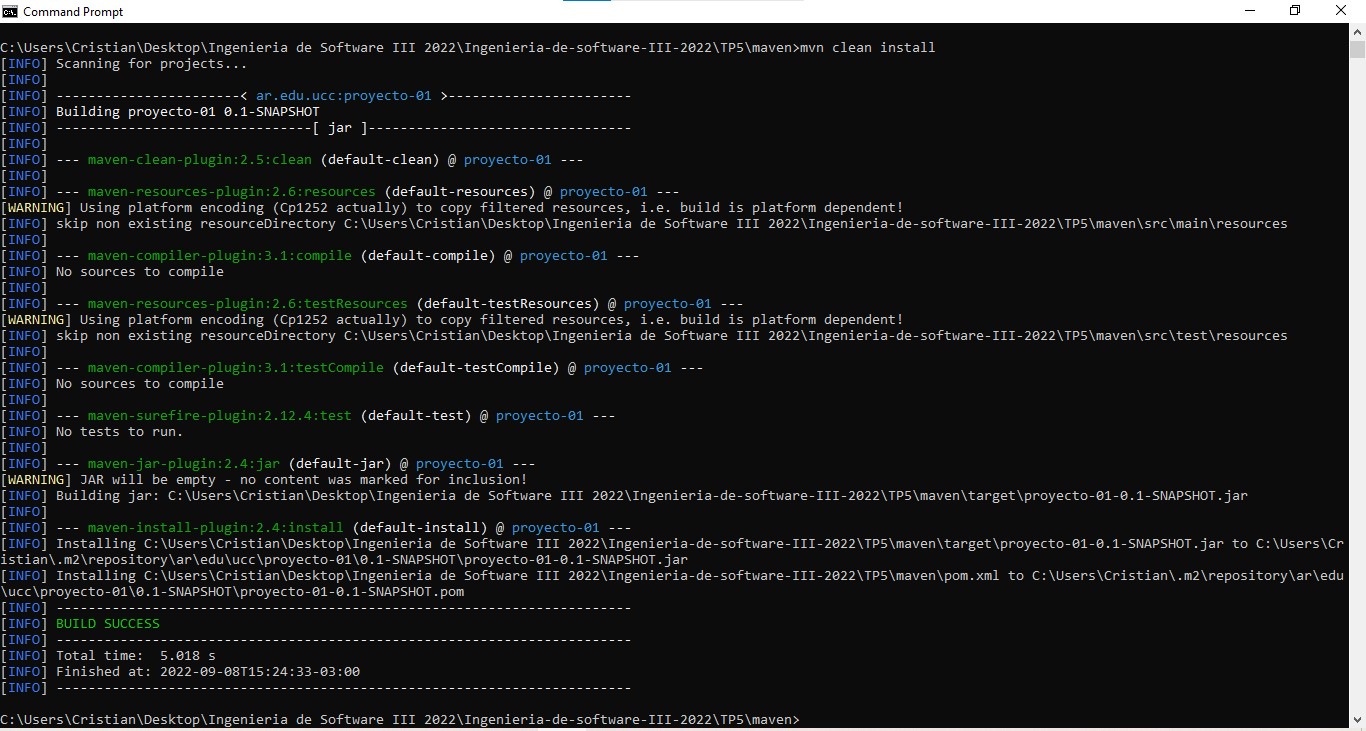 Command Prompt
C:\Users\Cristian\Desktop\Ingenieria de Software III 2022\Ingenieria-de-software-III-2022\TP5\maven>mvn clean install
[INFO] Scanning for projects...
[INFO]
[INFO] -----------------------< ar.edu.ucc:proyecto-01 >-----------------------
[INFO] Building proyecto-01 0.1-SNAPSHOT
[INFO] --------------------------------[ jar ]---------------------------------
[INFO]
[INFO] --- maven-clean-plugin:2.5:clean (default-clean) @ proyecto-01 ---
[INFO]
[INFO] --- maven-resources-plugin:2.6:resources (default-resources) @ proyecto-01 ---
[WARNING] Using platform encoding (Cp1252 actually) to copy filtered resources, i.e. build is platform dependent!
[INFO] skip non existing resourceDirectory C:\Users\Cristian\Desktop\Ingenieria de Software III 2022\Ingenieria-de-software-III-2022\TP5\maven\src\main\resources
[INFO]
[INFO] --- maven-compiler-plugin:3.1:compile (default-compile) @ proyecto-01 ---
[INFO] No sources to compile
[INFO]
[INFO] --- maven-resources-plugin:2.6:testResources (default-testResources) @ proyecto-01 ---
[WARNING] Using platform encoding (Cp1252 actually) to copy filtered resources, i.e. build is platform dependent!
[INFO] skip non existing resourceDirectory C:\Users\Cristian\Desktop\Ingenieria de Software III 2022\Ingenieria-de-software-III-2022\TP5\maven\src\test\resources
[INFO]
[INFO] --- maven-compiler-plugin:3.1:testCompile (default-testCompile) @ proyecto-01 ---
[INFO] No sources to compile
[INFO]
[INFO] --- maven-surefire-plugin:2.12.4:test (default-test) @ proyecto-01 ---
[INFO] No tests to run.
[INFO]
[INFO] --- maven-jar-plugin:2.4:jar (default-jar) @ proyecto-01 ---
[WARNING] JAR will be empty - no content was marked for inclusion!
[INFO] Building jar: C:\Users\Cristian\Desktop\Ingenieria de Software III 2022\Ingenieria-de-software-III-2022\TP5\maven\target\proyecto-01-0.1-SNAPSHOT.jar
[INFO]
[INFO] --- maven-install-plugin:2.4:install (default-install) @ proyecto-01 ---
[INFO] Installing C:\Users\Cristian\Desktop\Ingenieria de Software III 2022\Ingenieria-de-software-III-2022\TP5\maven\target\proyecto-01-0.1-SNAPSHOT.jar to C:\Users\Cr
istian\.m2\repository\ar\edu\ucc\proyecto-01\0.1-SNAPSHOT\proyecto-01-0.1-SNAPSHOT.jar
[INFO] Installing C:\Users\Cristian\Desktop\Ingenieria de Software III 2022\Ingenieria-de-software-III-2022\TP5\maven\pom.xml to C:\Users\Cristian\.m2\repository\ar\edu
\ucc\proyecto-01\0.1-SNAPSHOT\proyecto-01-0.1-SNAPSHOT.pom
[INFO] ------------------------------------------------------------------------
[INFO] BUILD SUCCESS
[INFO] ------------------------------------------------------------------------
[INFO] Total time:  5.018 s
[INFO] Finished at: 2022-09-08T15:24:33-03:00
[INFO] ------------------------------------------------------------------------
C:\Users\Cristian\Desktop\Ingenieria de Software III 2022\Ingenieria-de-software-III-2022\TP5\maven>